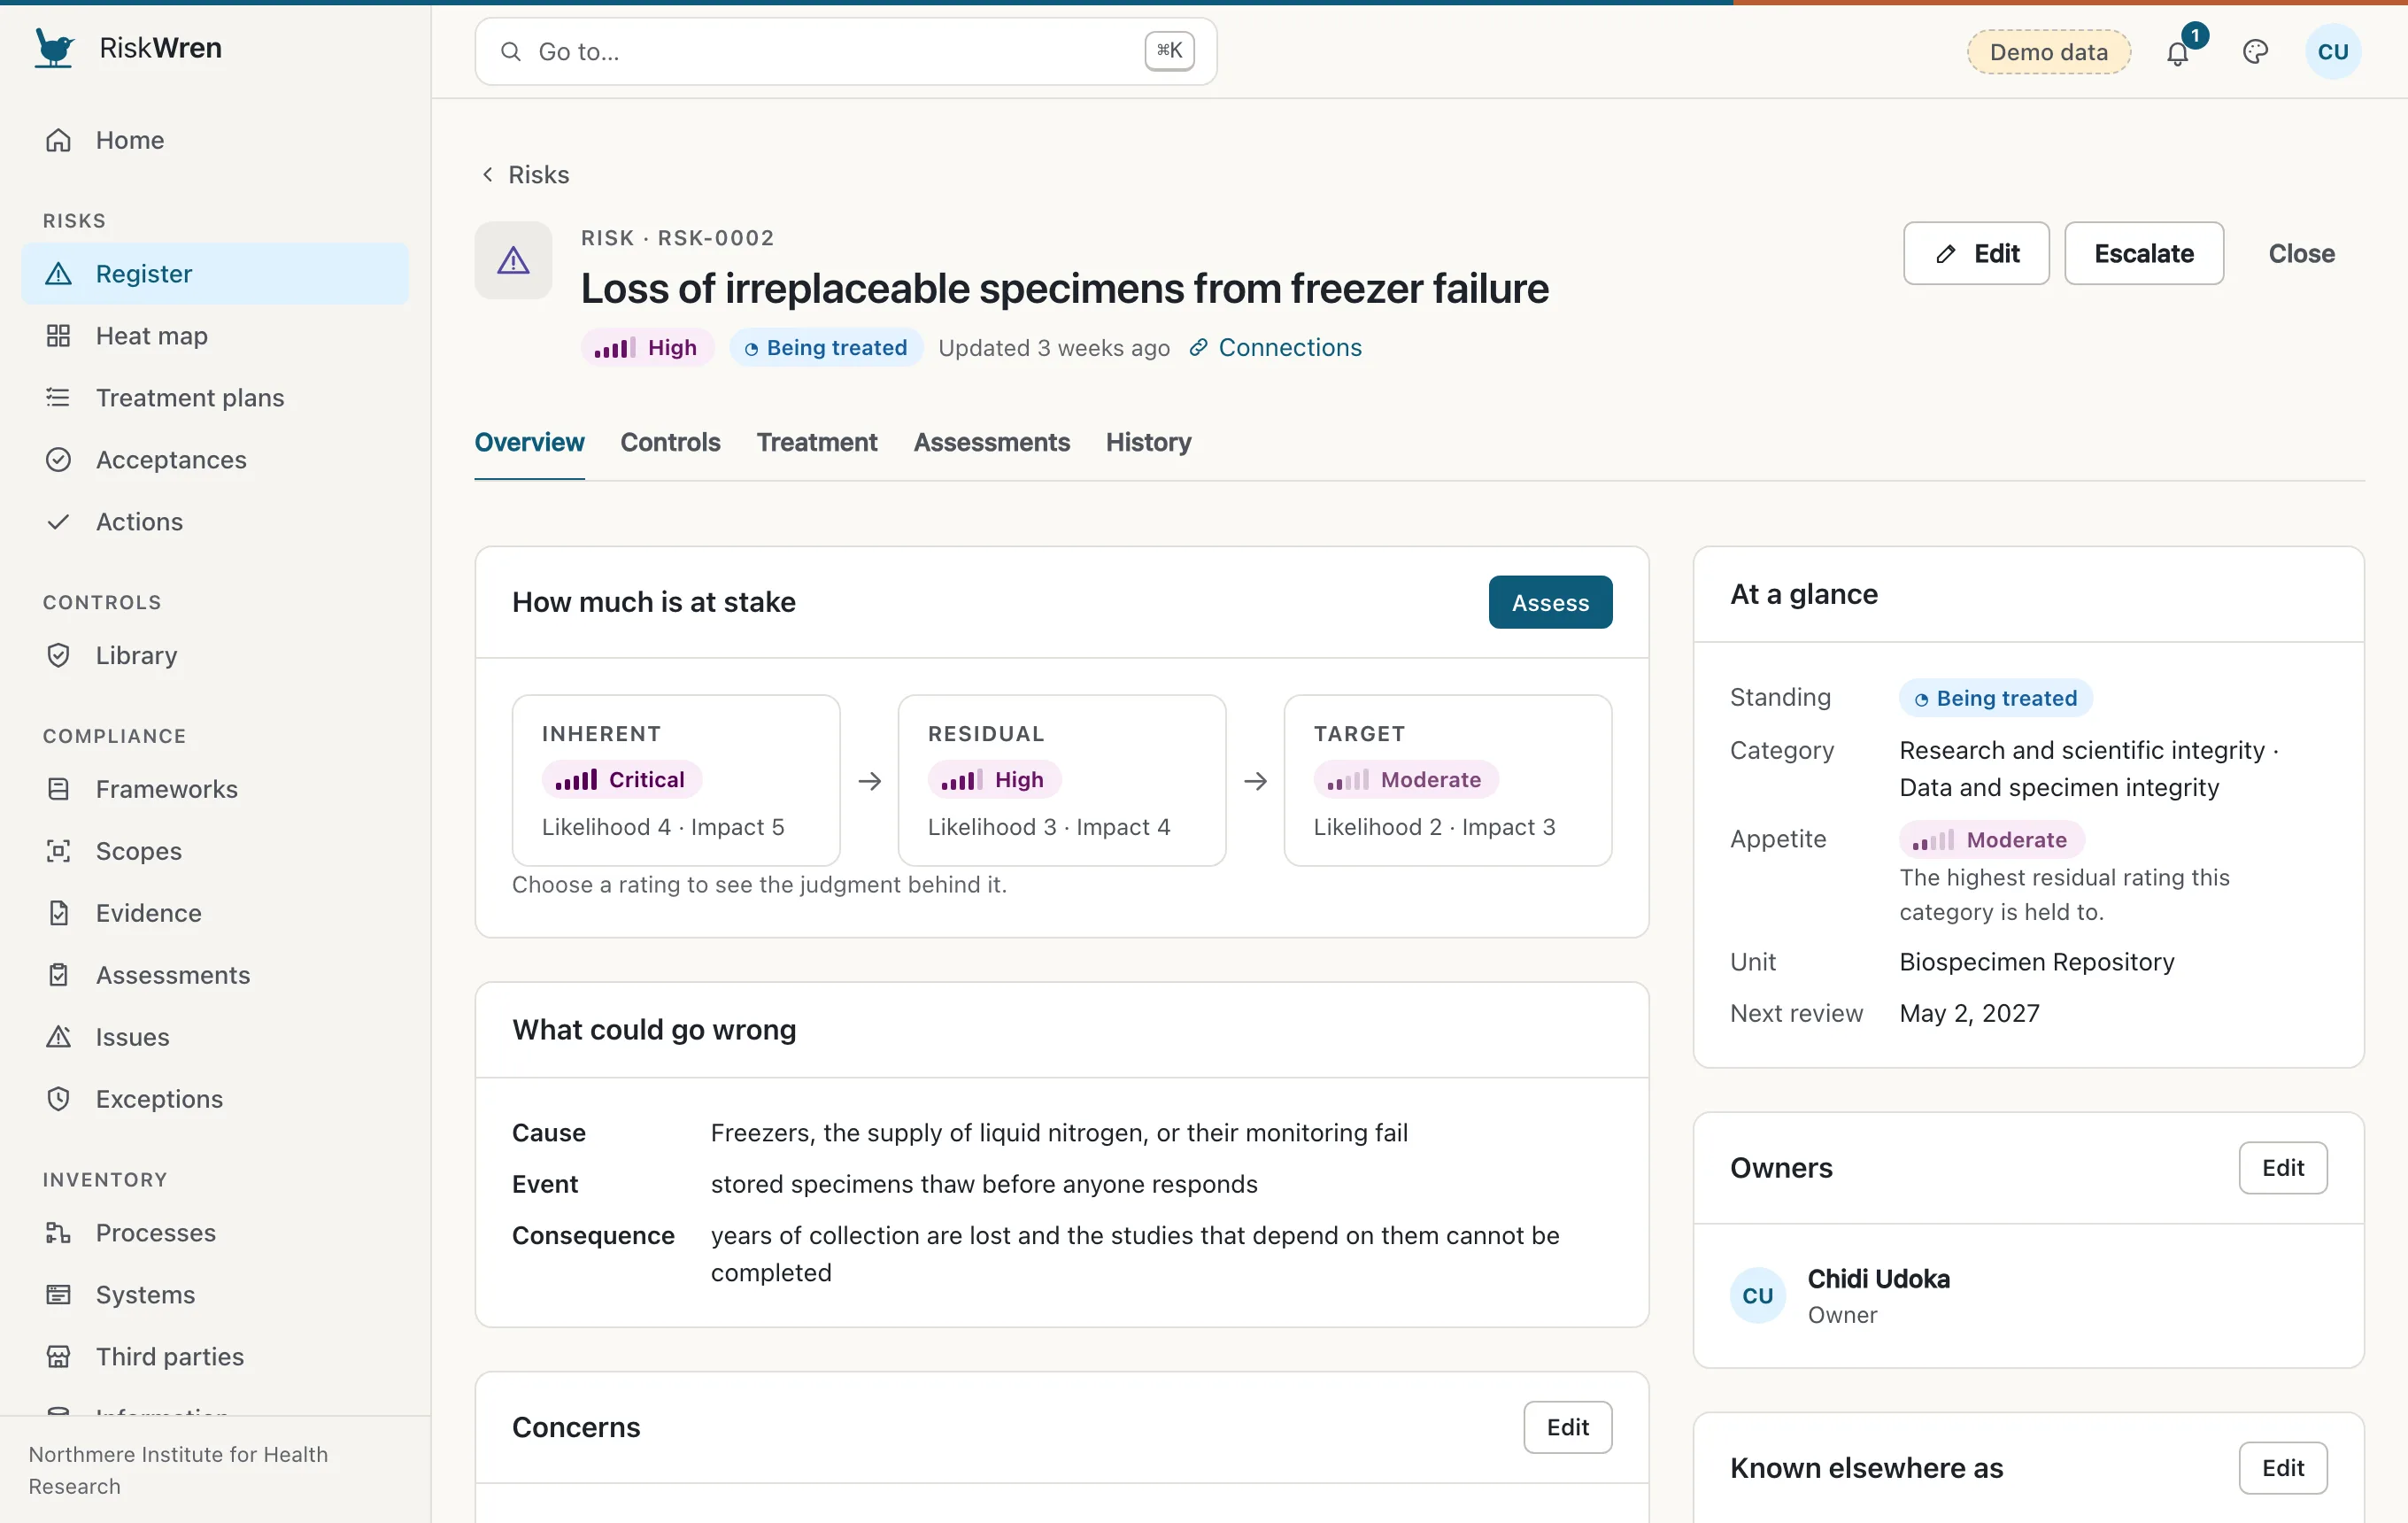 RiskWren
Go to...
⌘K
Demo data
1
CU
Home
RISKS
Register
Heat map
Treatment plans
Acceptances
Actions
CONTROLS
Library
COMPLIANCE
Frameworks
Scopes
Evidence
Assessments
Issues
Exceptions
INVENTORY
Processes
Systems
Third parties
Information
Northmere Institute for Health
Research
Risks
RISK · RSK-0002
Loss of irreplaceable specimens from freezer failure
High
Being treated
Updated 3 weeks ago
Connections
Edit
Escalate
Close
Overview
Controls
Treatment
Assessments
History
How much is at stake
Assess
INHERENT
Critical
Likelihood 4 · Impact 5
RESIDUAL
High
Likelihood 3 · Impact 4
TARGET
Moderate
Likelihood 2 · Impact 3
Choose a rating to see the judgment behind it.
What could go wrong
Cause
Freezers, the supply of liquid nitrogen, or their monitoring fail
Event
stored specimens thaw before anyone responds
Consequence
years of collection are lost and the studies that depend on them cannot be
completed
Concerns
Edit
At a glance
Standing
Being treated
Category
Research and scientific integrity ·
Data and specimen integrity
Appetite
Moderate
The highest residual rating this
category is held to.
Unit
Biospecimen Repository
Next review
May 2, 2027
Owners
Edit
CU
Chidi Udoka
Owner
Known elsewhere as
Edit